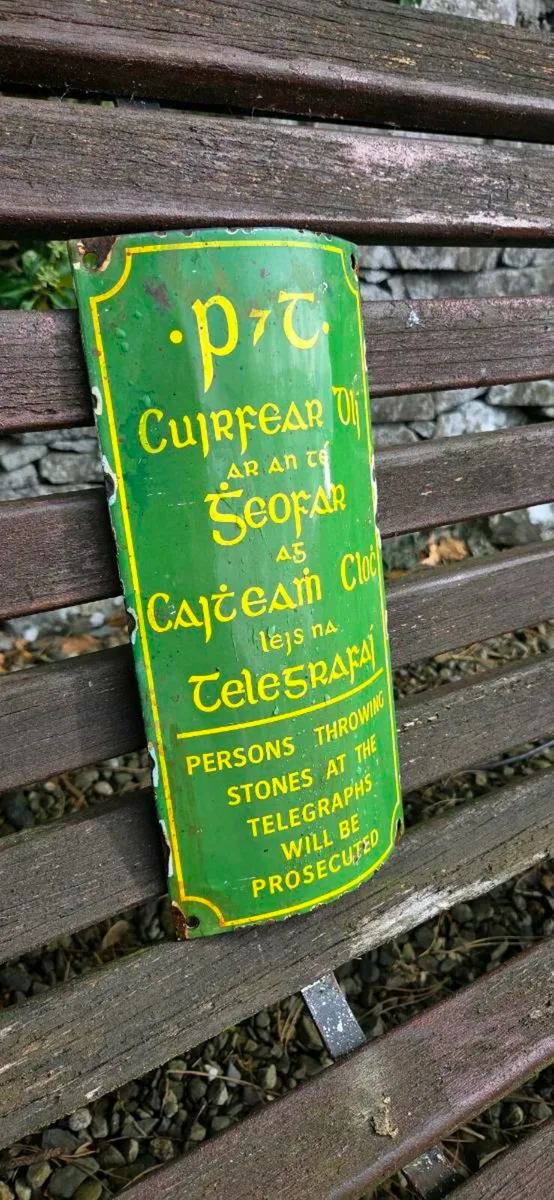 ·p⁊t·
Cuirfear Dlí
ar an té
Ġeofar
ag
Caiṫeaṁ Cloċ
leis na
Telegrafaí
PERSONS THROWING
STONES AT THE
TELEGRAPHS
WILL BE
PROSECUTED